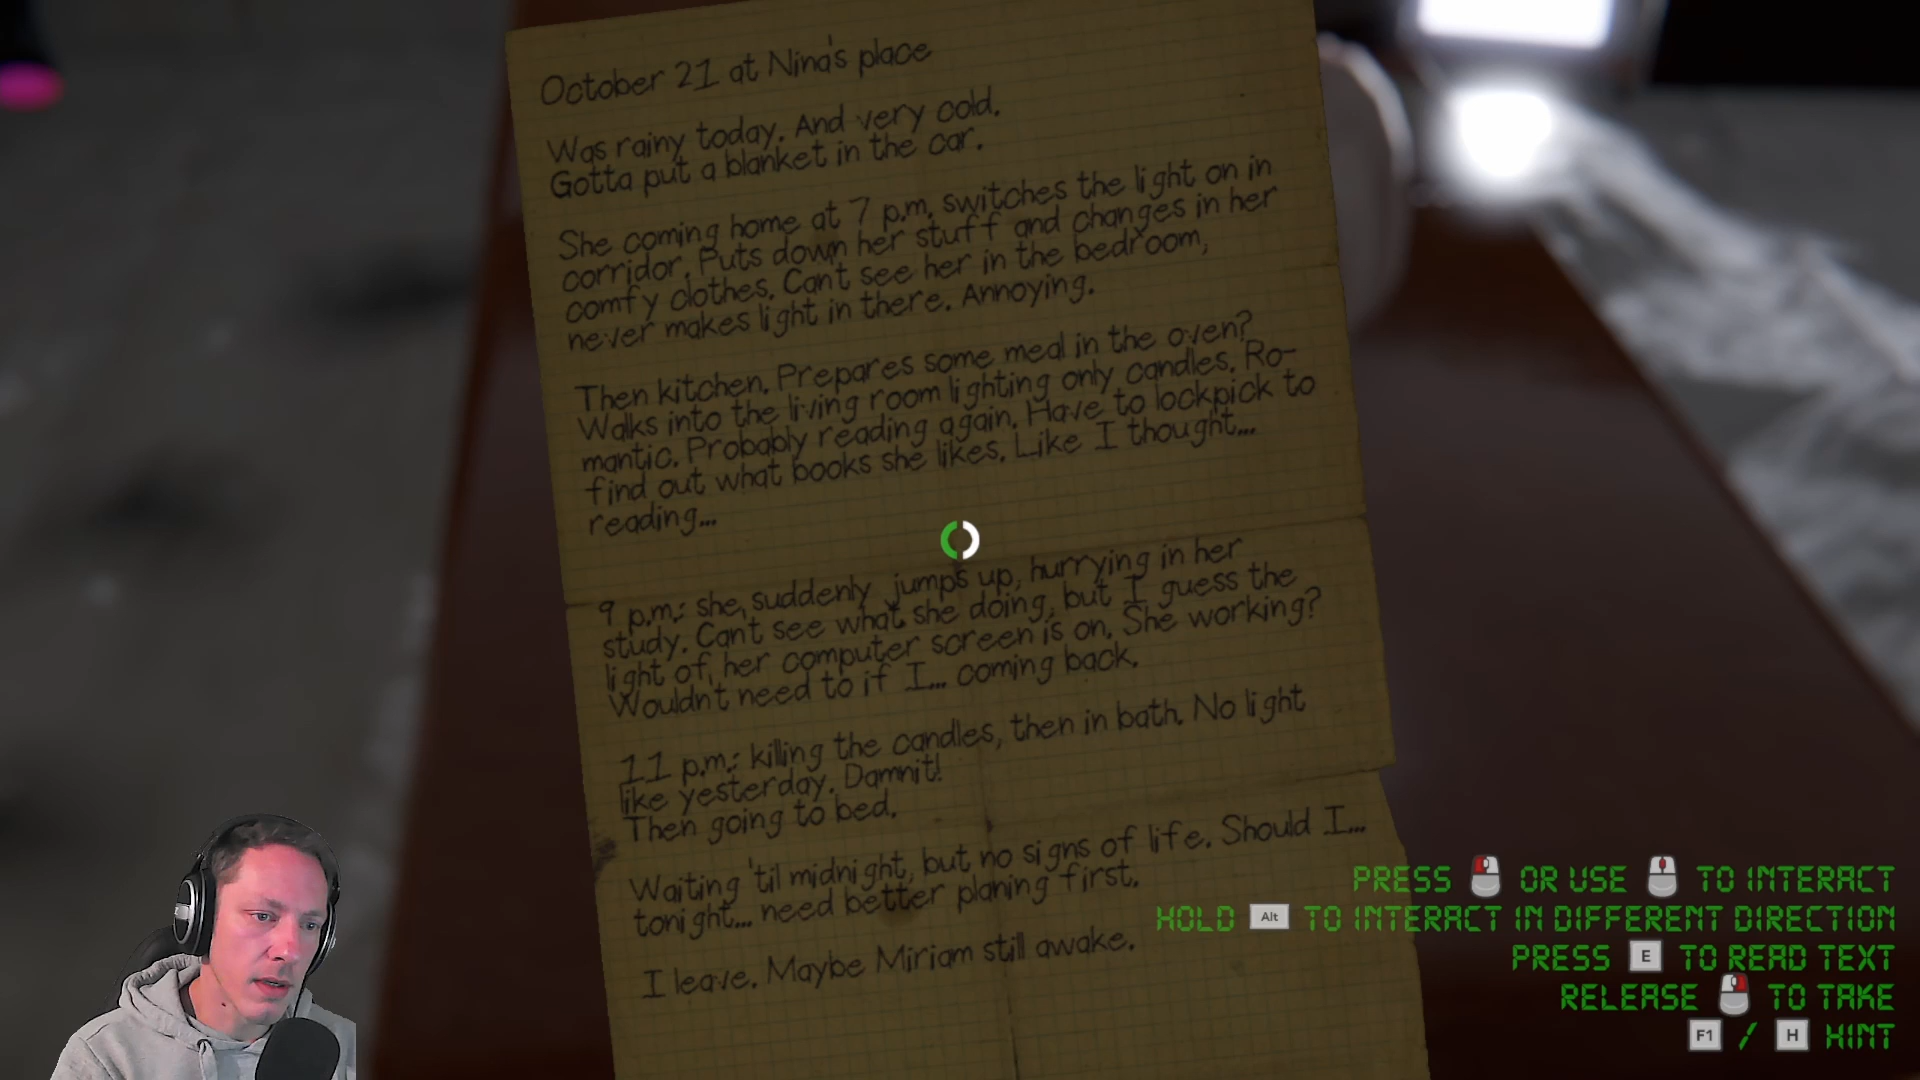 October 21 at Nina's place
Was rainy today. And very cold.
Gotta put a blanket in the car.
She coming home at 7 p.m. switches the light on in
corridor. Puts down her stuff and changes in her
comfy clothes. Can't see her in the bedroom,
never makes light in there. Annoying.
Then kitchen. Prepares some meal in the oven?
Walks into the living room lighting only candles. Ro-
mantic. Probably reading again. Have to lockpick to
find out what books she likes. Like I thought...
reading...
9 p.m.: she suddenly jumps up, hurrying in her
study. Can't see what she doing, but I guess the
light of her computer screen is on. She working?
Wouldn't need to if I... coming back.
11 p.m.: killing the candles, then in bath. No light
like yesterday. Damnit!
Then going to bed.
Waiting 'til midnight, but no signs of life. Should I...
tonight... need better planing first.
I leave. Maybe Miriam still awake.
PRESS OR USE TO INTERACT
HOLD Alt TO INTERACT IN DIFFERENT DIRECTION
PRESS E TO READ TEXT
RELEASE TO TAKE
F1 / H HINT